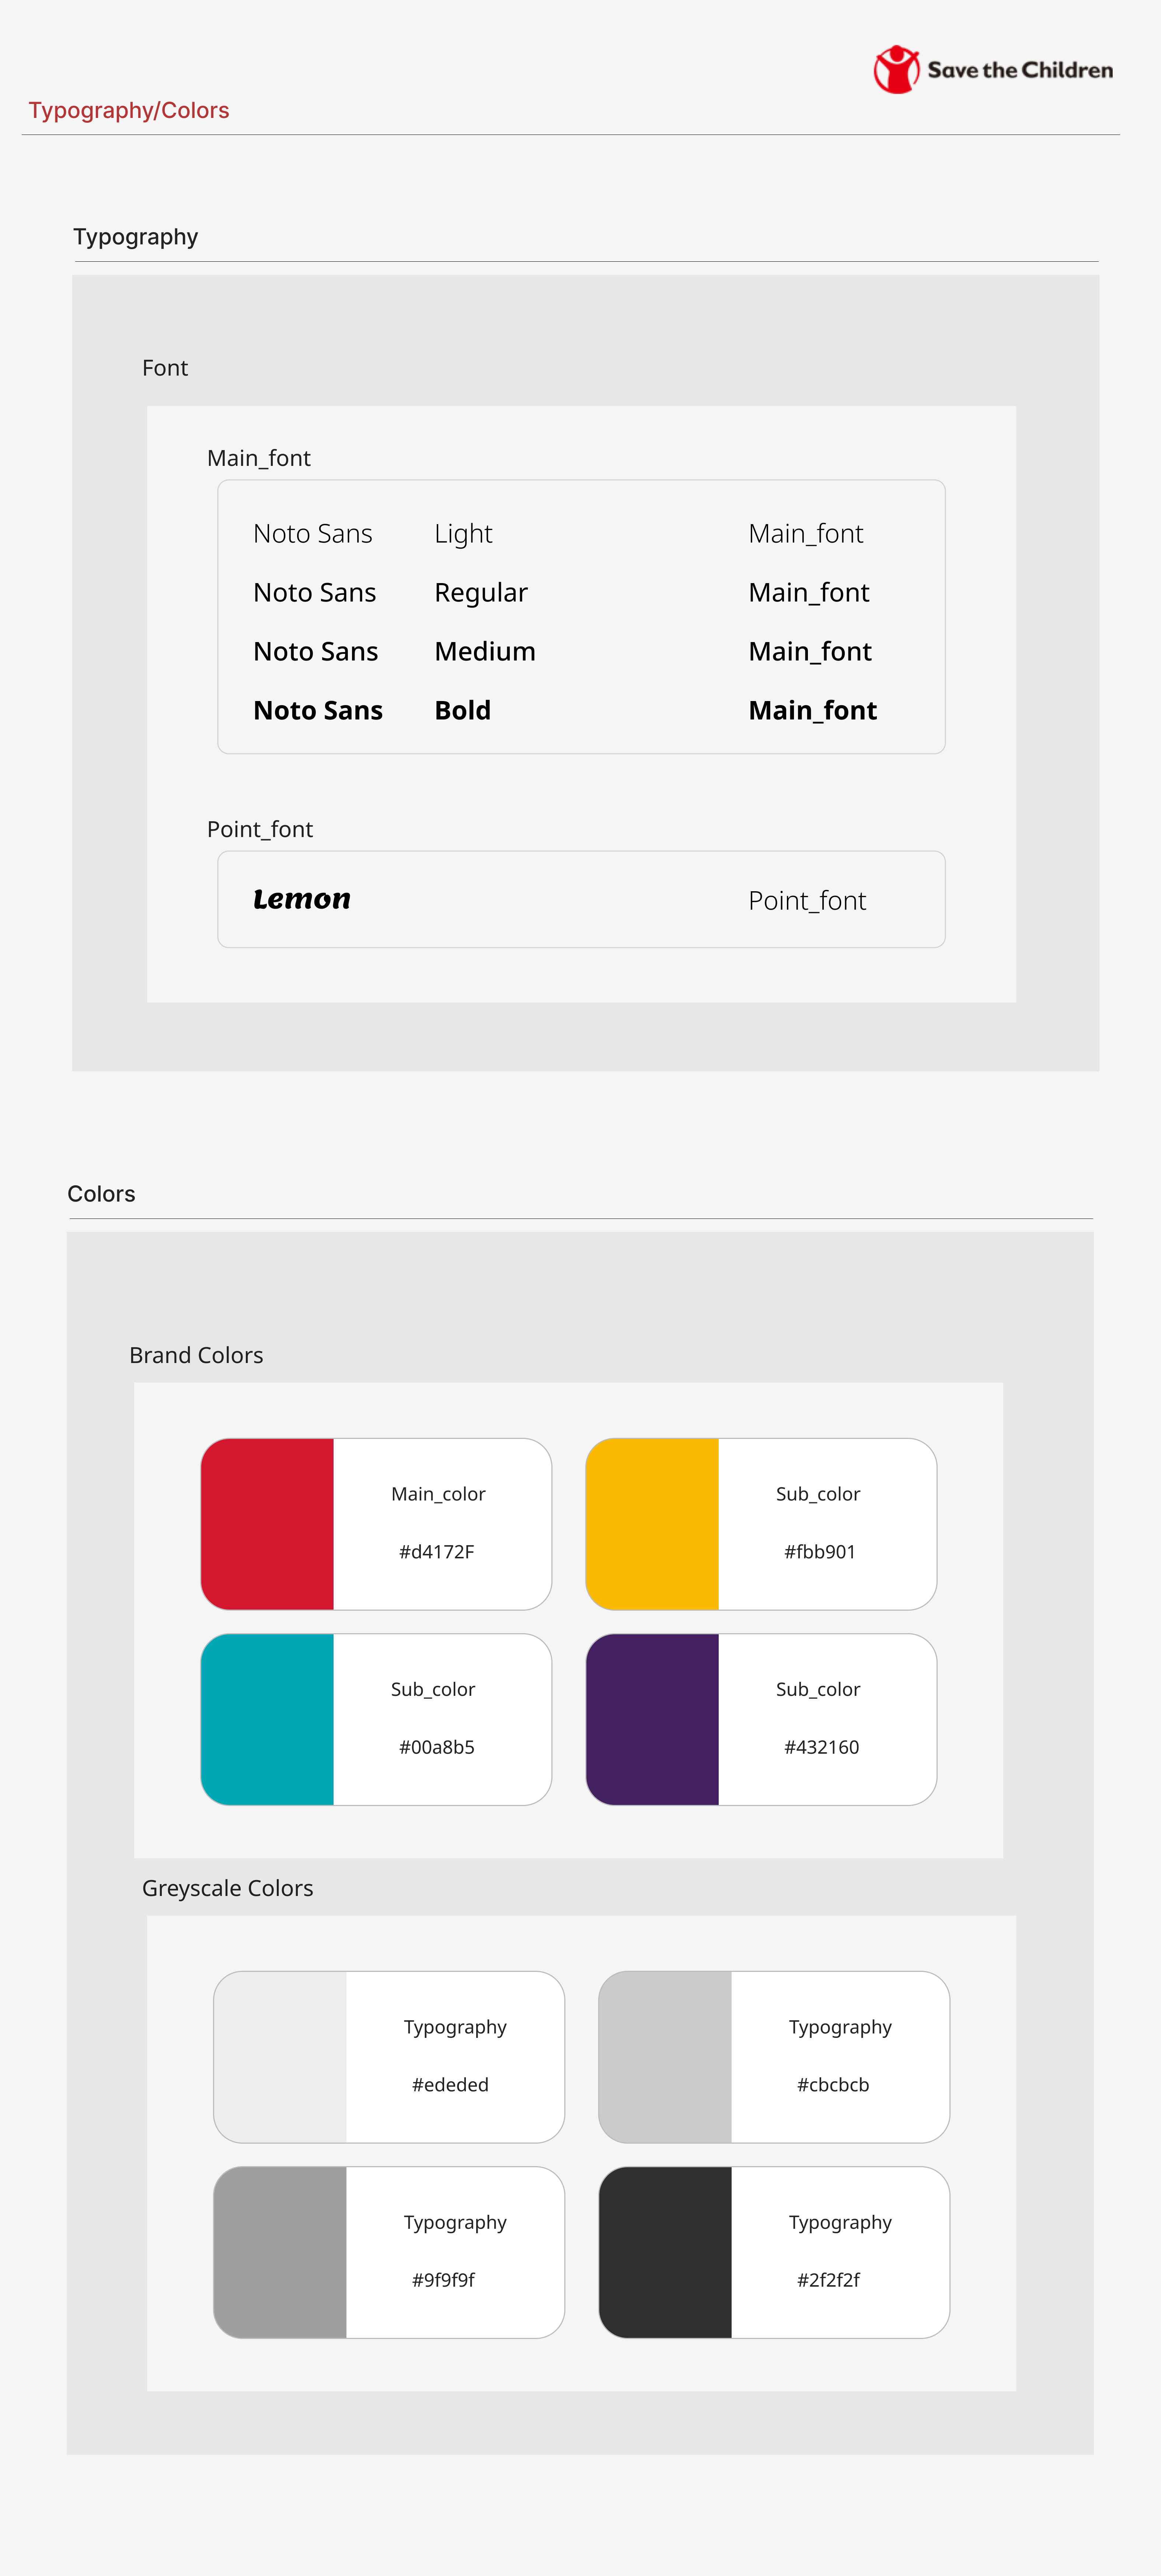 Save the Children
Typography/Colors
Typography
Font
Main_font
Noto Sans Light Main_font
Noto Sans Regular Main_font
Noto Sans Medium Main_font
Noto Sans Bold Main_font
Point_font
Lemon Point_font
Colors
Brand Colors
Main_color
#d4172F
Sub_color
#fbb901
Sub_color
#00a8b5
Sub_color
#432160
Greyscale Colors
Typography
#ededed
Typography
#cbcbcb
Typography
#9f9f9f
Typography
#2f2f2f